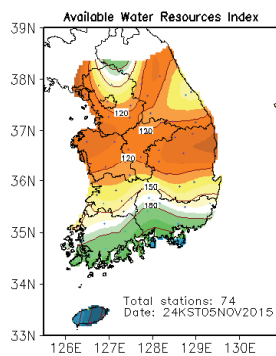 Available Water Resources Index
39N
38N
120
37N
120
120
36N
150
180
35N
34N
Total stations: 74
Date: 24KST05NOV2015
33N
126E 127E 128E 129E 130E